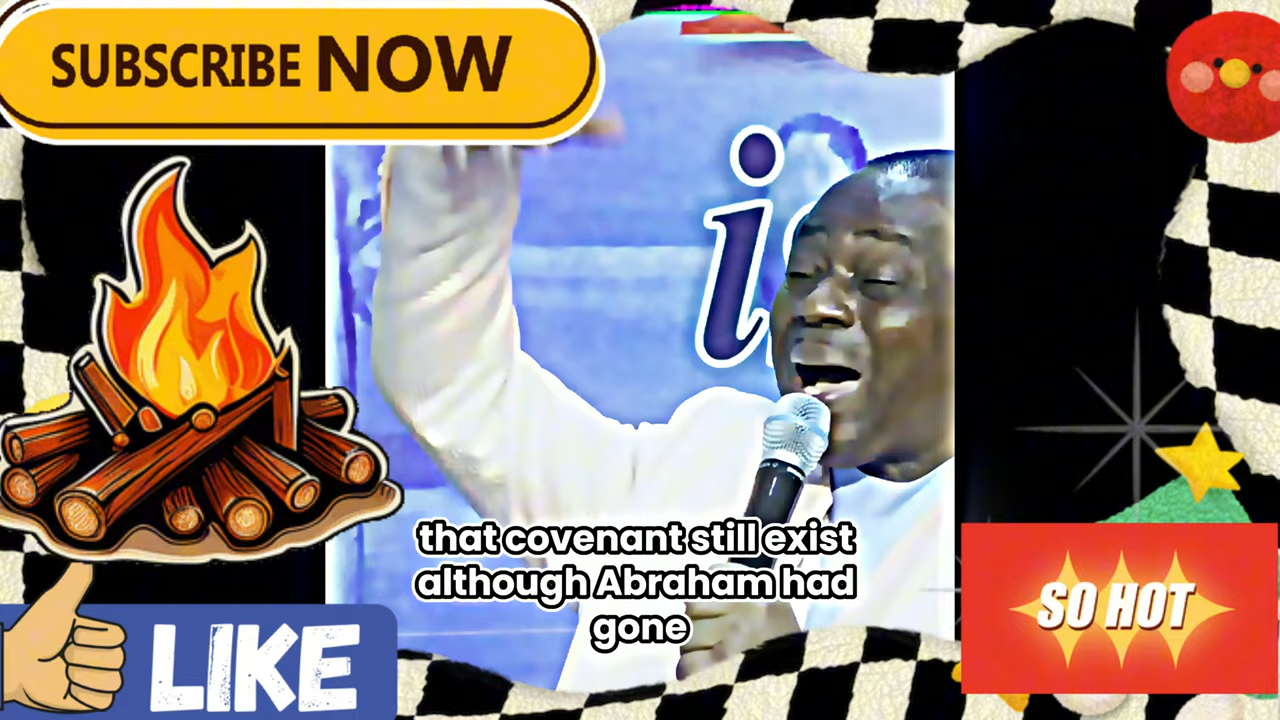 SUBSCRIBE NOW
that covenant still exist
although Abraham had
gone
LIKE
SO HOT